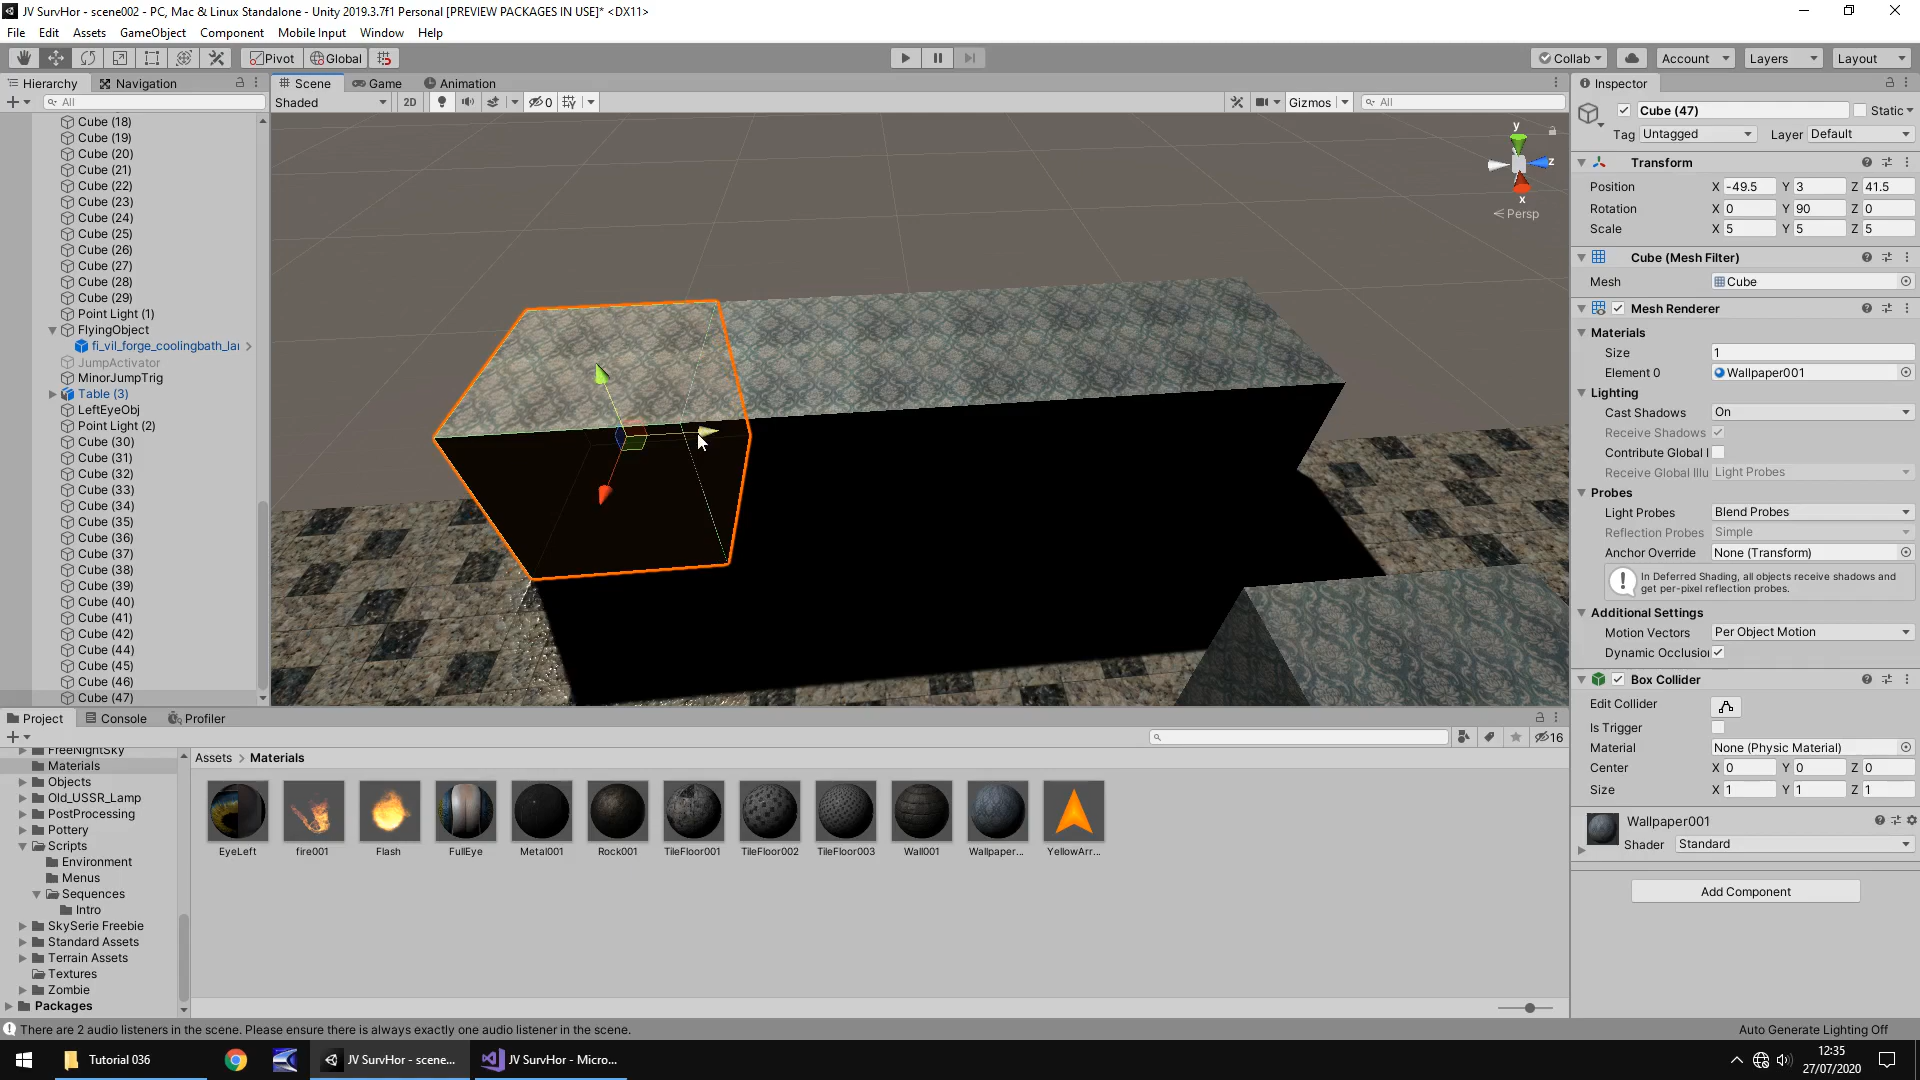 JV SurvHor - scene002 - PC, Mac & Linux Standalone - Unity 2019.3.7f1 Personal [PREVIEW PACKAGES IN USE]* <DX11>
File Edit Assets GameObject Component Mobile Input Window Help
Pivot Global Collab Account Layers Layout
Hierarchy Navigation
All
Cube (18)
Cube (19)
Cube (20)
Cube (21)
Cube (22)
Cube (23)
Cube (24)
Cube (25)
Cube (26)
Cube (27)
Cube (28)
Cube (29)
Point Light (1)
FlyingObject
fi_vil_forge_coolingbath_lar
JumpActivator
MinorJumpTrig
Table (3)
LeftEyeObj
Point Light (2)
Cube (30)
Cube (31)
Cube (32)
Cube (33)
Cube (34)
Cube (35)
Cube (36)
Cube (37)
Cube (38)
Cube (39)
Cube (40)
Cube (41)
Cube (42)
Cube (44)
Cube (45)
Cube (46)
Cube (47)
Scene Game Animation
Shaded 2D 0 Gizmos All
y
z
x
Persp
Inspector
Cube (47) Static
Tag Untagged Layer Default
Transform
Position X -49.5 Y 3 Z 41.5
Rotation X 0 Y 90 Z 0
Scale X 5 Y 5 Z 5
Cube (Mesh Filter)
Mesh Cube
Mesh Renderer
Materials
Size 1
Element 0 Wallpaper001
Lighting
Cast Shadows On
Receive Shadows
Contribute Global I
Receive Global Illu Light Probes
Probes
Light Probes Blend Probes
Reflection Probes Simple
Anchor Override None (Transform)
In Deferred Shading, all objects receive shadows and
get per-pixel reflection probes.
Additional Settings
Motion Vectors Per Object Motion
Dynamic Occlusion
Box Collider
Edit Collider
Is Trigger
Material None (Physic Material)
Center X 0 Y 0 Z 0
Size X 1 Y 1 Z 1
Wallpaper001
Shader Standard
Add Component
Project Console Profiler
16
FreeNightSky
Materials
Objects
Old_USSR_Lamp
PostProcessing
Pottery
Scripts
Environment
Menus
Sequences
Intro
SkySerie Freebie
Standard Assets
Terrain Assets
Textures
Zombie
Packages
Assets > Materials
EyeLeft fire001 Flash FullEye Metal001 Rock001 TileFloor001 TileFloor002 TileFloor003 Wall001 Wallpaper... YellowArr...
There are 2 audio listeners in the scene. Please ensure there is always exactly one audio listener in the scene.
Auto Generate Lighting Off
Tutorial 036 JV SurvHor - scene... JV SurvHor - Micro...
12:35
27/07/2020